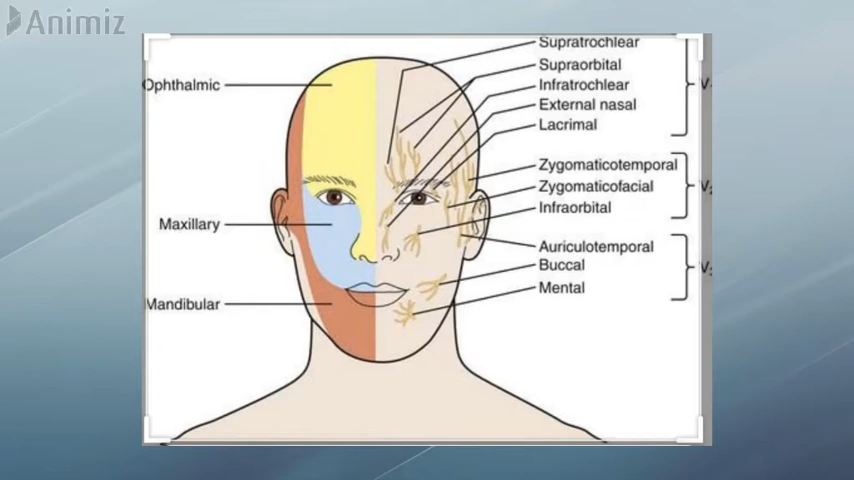 Animiz
Ophthalmic
Maxillary
Mandibular
Supratrochlear
Supraorbital
Infratrochlear
External nasal
Lacrimal
Zygomaticotemporal
Zygomaticofacial
Infraorbital
Auriculotemporal
Buccal
Mental
V
V
V